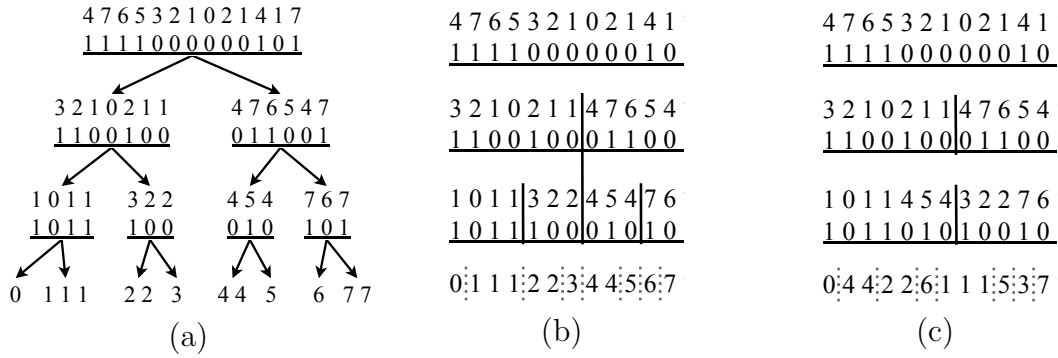 4 7 6 5 3 2 1 0 2 1 4 1 7
1 1 1 1 0 0 0 0 0 0 1 0 1
3 2 1 0 2 1 1
4 7 6 5 4 7
1 1 0 0 1 0 0
0 1 1 0 0 1
1 0 1 1
3 2 2
4 5 4
7 6 7
1 0 1 1
1 0 0
0 1 0
1 0 1
0
1 1 1
2 2
3
4 4
5
6
7 7
(a)
4 7 6 5 3 2 1 0 2 1 4 1
1 1 1 1 0 0 0 0 0 0 1 0
3 2 1 0 2 1 1 4 7 6 5 4
1 1 0 0 1 0 0 0 1 1 0 0
1 0 1 1 3 2 2 4 5 4 7 6
1 0 1 1 1 0 0 0 1 0 1 0
0 1 1 1 2 2 3 4 4 5 6 7
(b)
4 7 6 5 3 2 1 0 2 1 4 1
1 1 1 1 0 0 0 0 0 0 1 0
3 2 1 0 2 1 1 4 7 6 5 4
1 1 0 0 1 0 0 0 1 1 0 0
1 0 1 1 4 5 4 3 2 2 7 6
1 0 1 1 0 1 0 1 0 0 1 0
0 4 4 2 2 6 1 1 1 5 3 7
(c)